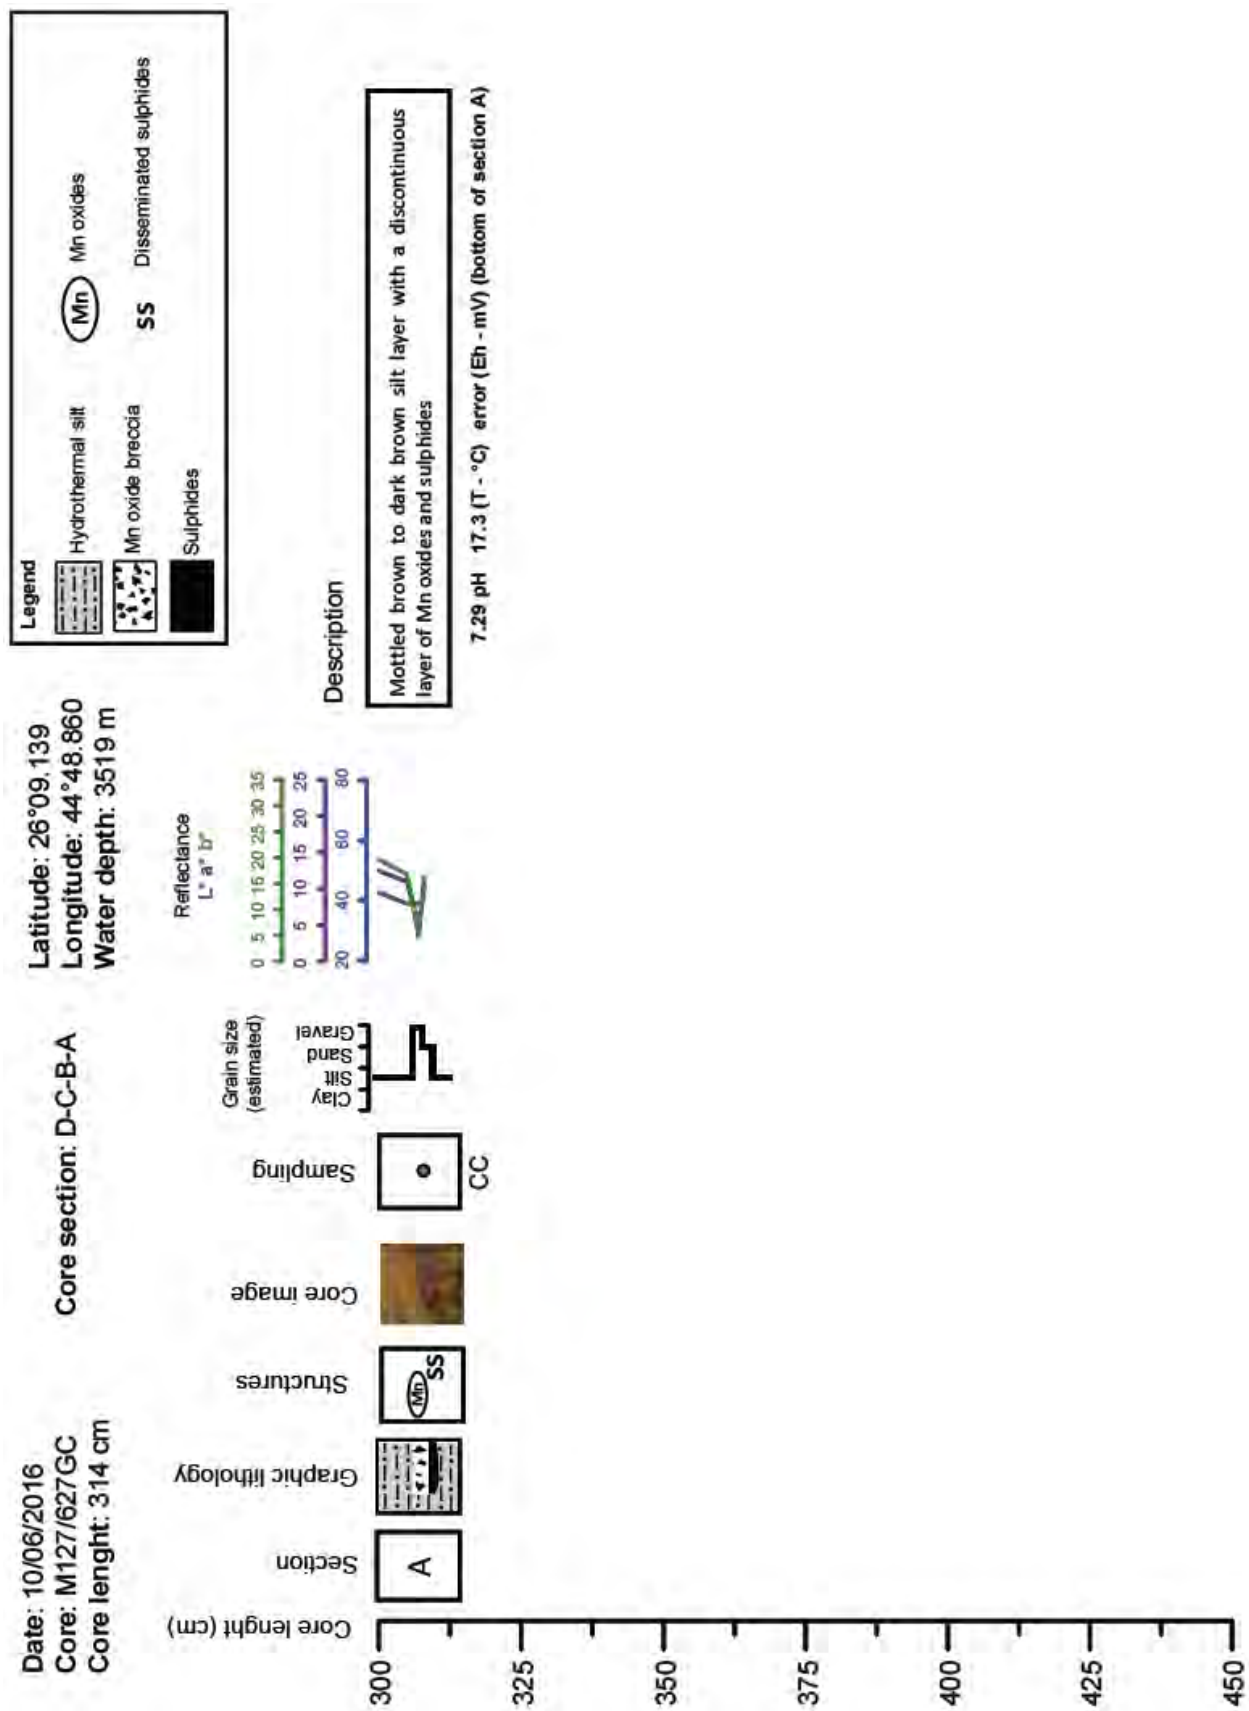 Date: 10/06/2016
Core: M127/627GC
Core lenght: 314 cm
Core section: D-C-B-A
Latitude: 26°09.139
Longitude: 44°48.860
Water depth: 3519 m
Legend
Hydrothermal silt
Mn oxide breccia
Sulphides
Mn Mn oxides
SS Disseminated sulphides
Core lenght (cm)
Section
Graphic lithology
Structures
Core image
Sampling
Grain size
(estimated)
Clay
Silt
Sand
Gravel
Reflectance
L* a* b*
0 5 10 15 20 25 30 35
0 5 10 15 20 25
20 40 60 80
Description
A
Mn
SS
CC
Mottled brown to dark brown silt layer with a discontinuous
layer of Mn oxides and sulphides
7.29 pH 17.3 (T - °C) error (Eh - mV) (bottom of section A)
300
325
350
375
400
425
450